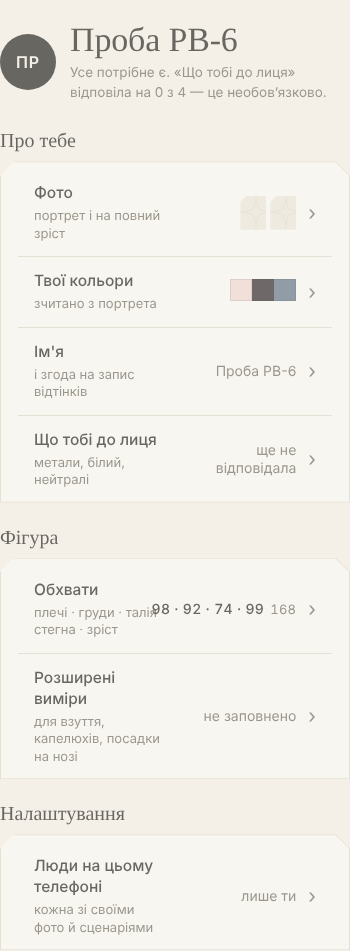 ПР
Проба РВ-6
Усе потрібне є. «Що тобі до лиця»
відповіла на 0 з 4 — це необов'язково.
Про тебе
Фото
портрет і на повний
зріст
Твої кольори
зчитано з портрета
Ім'я
і згода на запис
відтінків
Проба РВ-6
Що тобі до лиця
метали, білий,
нейтралі
ще не
відповідала
Фігура
Обхвати
плечі · груди · талія
стегна · зріст
98 · 92 · 74 · 99 168
Розширені
виміри
для взуття,
капелюхів, посадки
на нозі
не заповнено
Налаштування
Люди на цьому
телефоні
кожна зі своїми
фото й сценаріями
лише ти